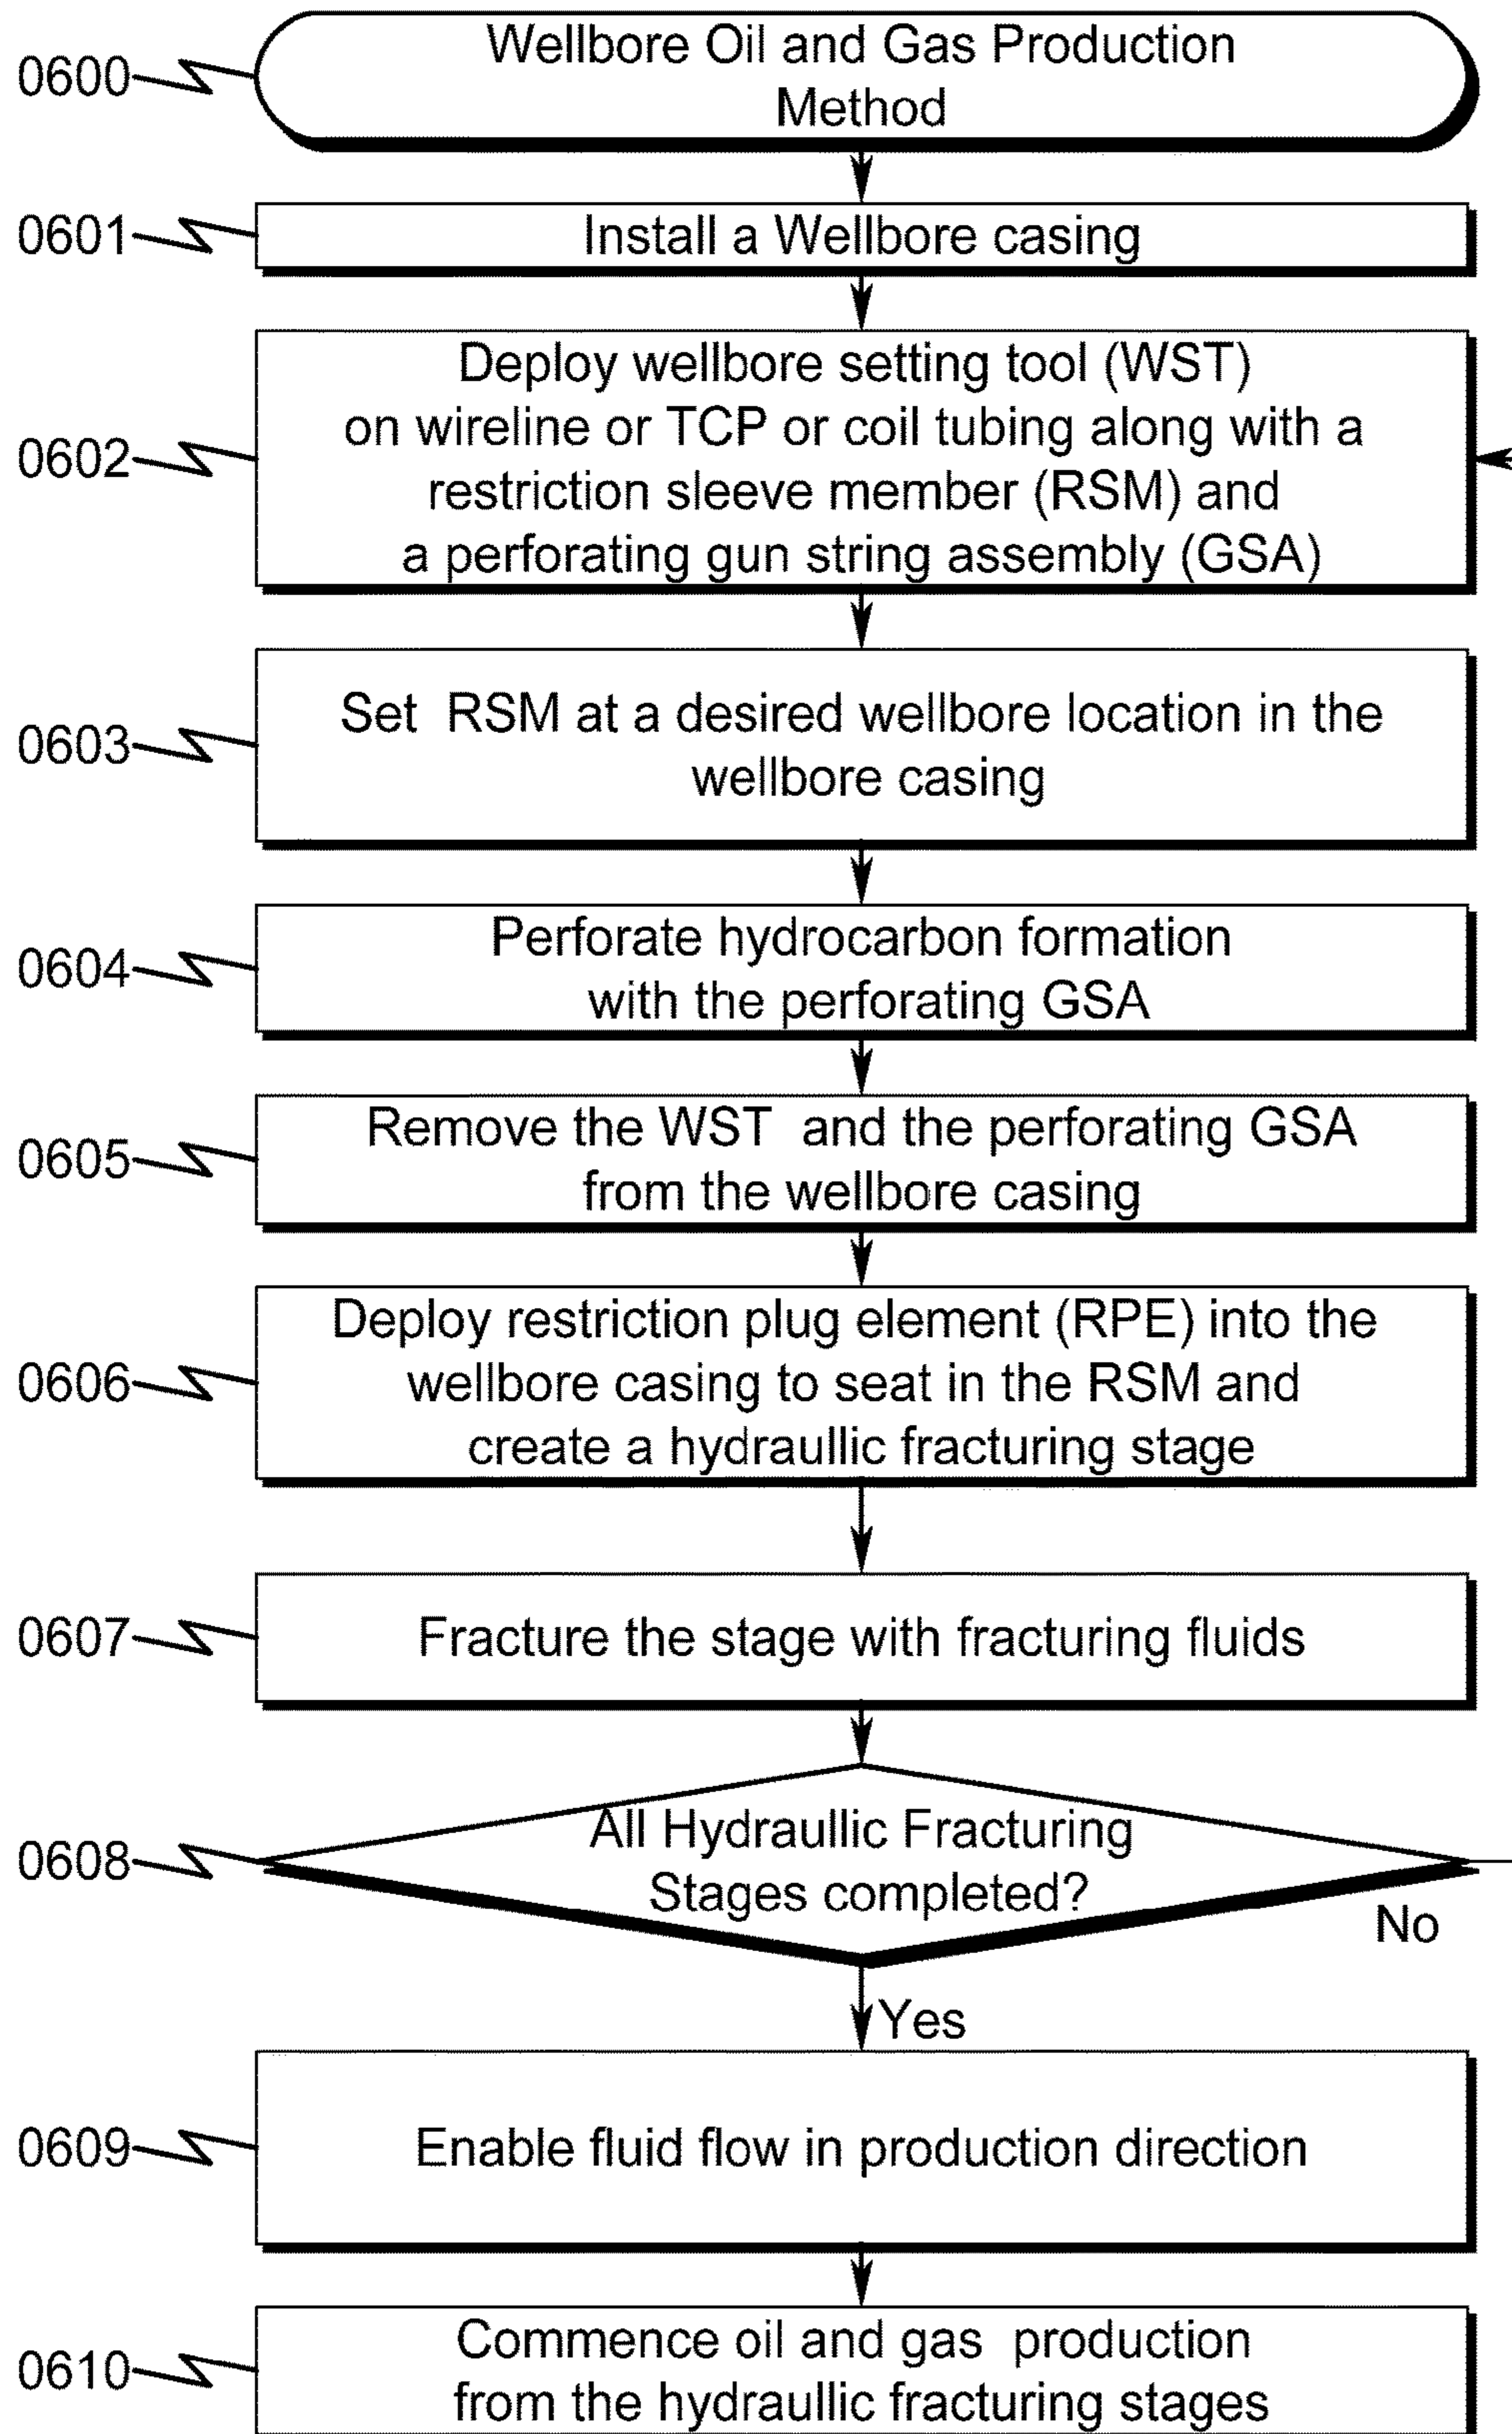 0600
Wellbore Oil and Gas Production
Method
0601
Install a Wellbore casing
0602
Deploy wellbore setting tool (WST)
on wireline or TCP or coil tubing along with a
restriction sleeve member (RSM) and
a perforating gun string assembly (GSA)
0603
Set RSM at a desired wellbore location in the
wellbore casing
0604
Perforate hydrocarbon formation
with the perforating GSA
0605
Remove the WST and the perforating GSA
from the wellbore casing
0606
Deploy restriction plug element (RPE) into the
wellbore casing to seat in the RSM and
create a hydraullic fracturing stage
0607
Fracture the stage with fracturing fluids
0608
All Hydraullic Fracturing
Stages completed?
No
Yes
0609
Enable fluid flow in production direction
0610
Commence oil and gas production
from the hydraullic fracturing stages